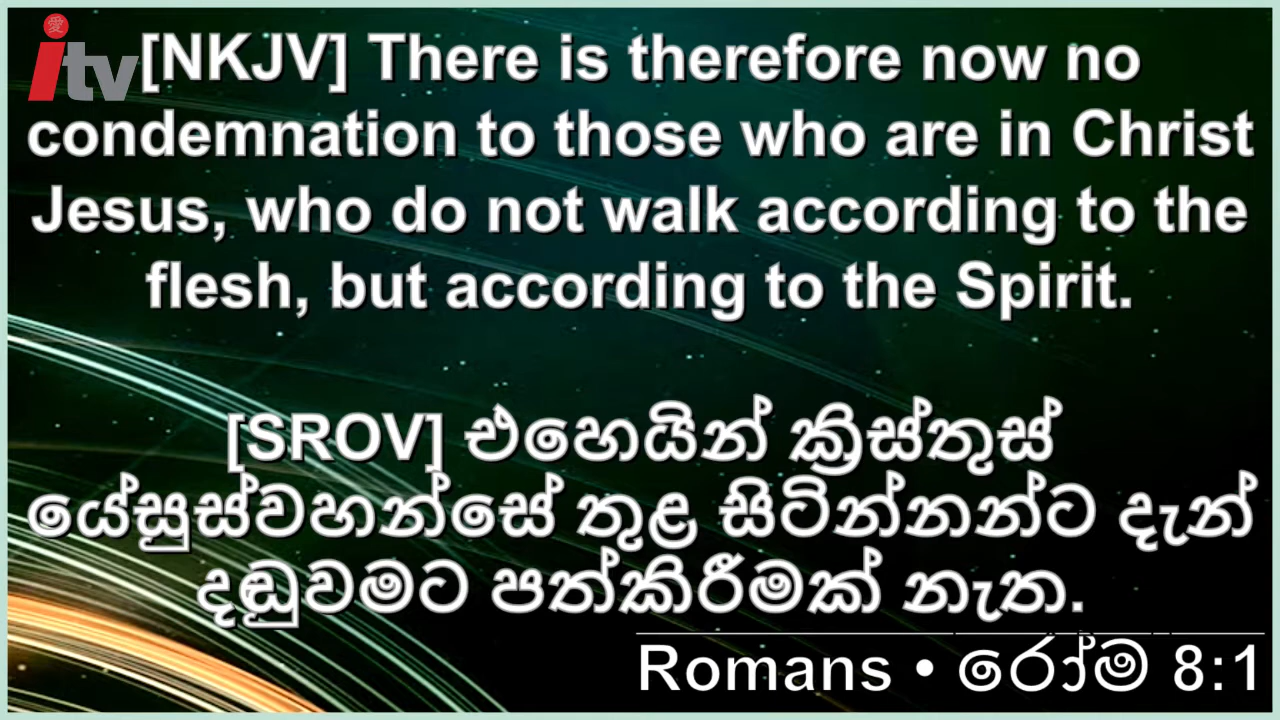 愛
itv
[NKJV] There is therefore now no
condemnation to those who are in Christ
Jesus, who do not walk according to the
flesh, but according to the Spirit.
[SROV] එහෙයින් ක්‍රිස්තුස්
යේසුස්වහන්සේ තුළ සිටින්නන්ට දැන්
දඬුවමට පත්කිරීමක් නැත.
Romans • රෝම 8:1